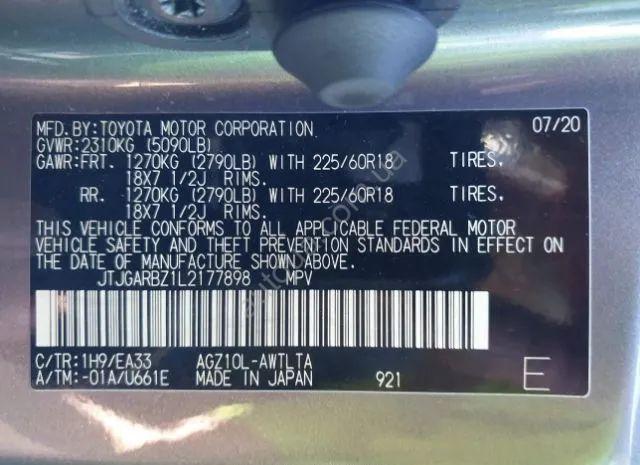 MFD.BY:TOYOTA MOTOR CORPORATION 07/20
GVWR:2310KG (5090LB)
GAWR:FRT. 1270KG (2790LB) WITH 225/60R18 TIRES,
18X7 1/2J RIMS.
RR. 1270KG (2790LB) WITH 225/60R18 TIRES,
18X7 1/2J RIMS.
THIS VEHICLE CONFORMS TO ALL APPLICABLE FEDERAL MOTOR
VEHICLE SAFETY AND THEFT PREVENTION STANDARDS IN EFFECT ON
THE DATE OF MANUFACTURE SHOWN ABOVE.
JTJGARBZ1L2177898 MPV
C/TR:1H9/EA33 AGZ10L-AWTLTA
A/TM:-01A/U661E MADE IN JAPAN 921 E